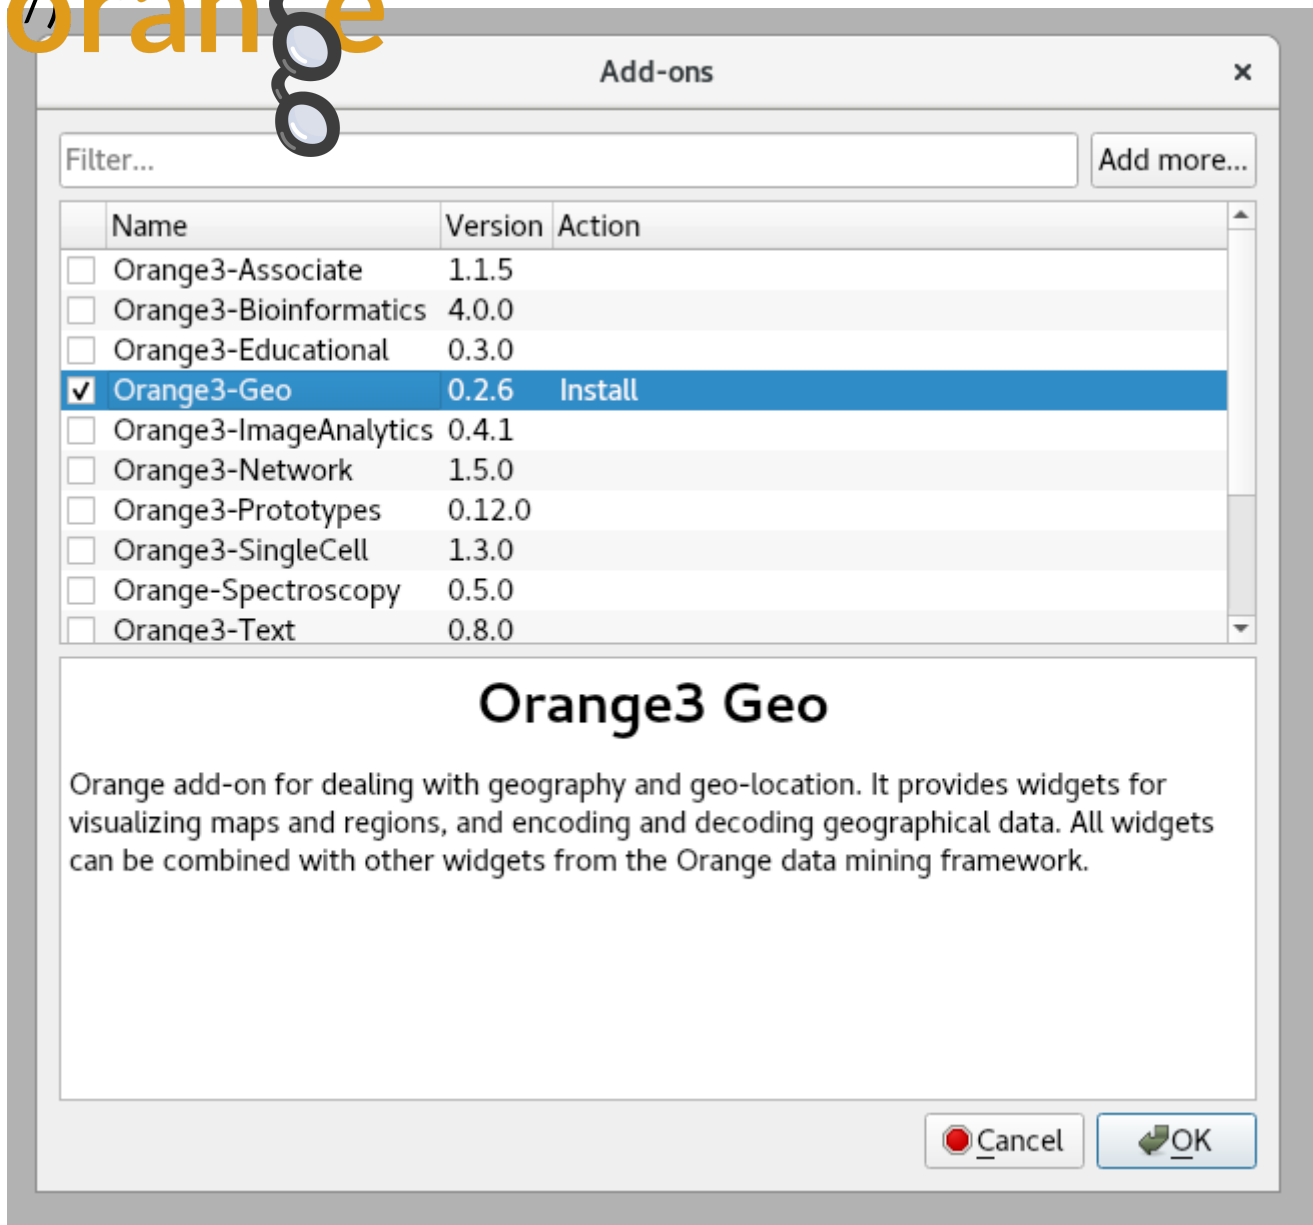 orange
Add-ons
Filter...
Add more...
Name Version Action
Orange3-Associate 1.1.5
Orange3-Bioinformatics 4.0.0
Orange3-Educational 0.3.0
Orange3-Geo 0.2.6 Install
Orange3-ImageAnalytics 0.4.1
Orange3-Network 1.5.0
Orange3-Prototypes 0.12.0
Orange3-SingleCell 1.3.0
Orange-Spectroscopy 0.5.0
Orange3-Text 0.8.0
Orange3 Geo
Orange add-on for dealing with geography and geo-location. It provides widgets for
visualizing maps and regions, and encoding and decoding geographical data. All widgets
can be combined with other widgets from the Orange data mining framework.
Cancel
OK